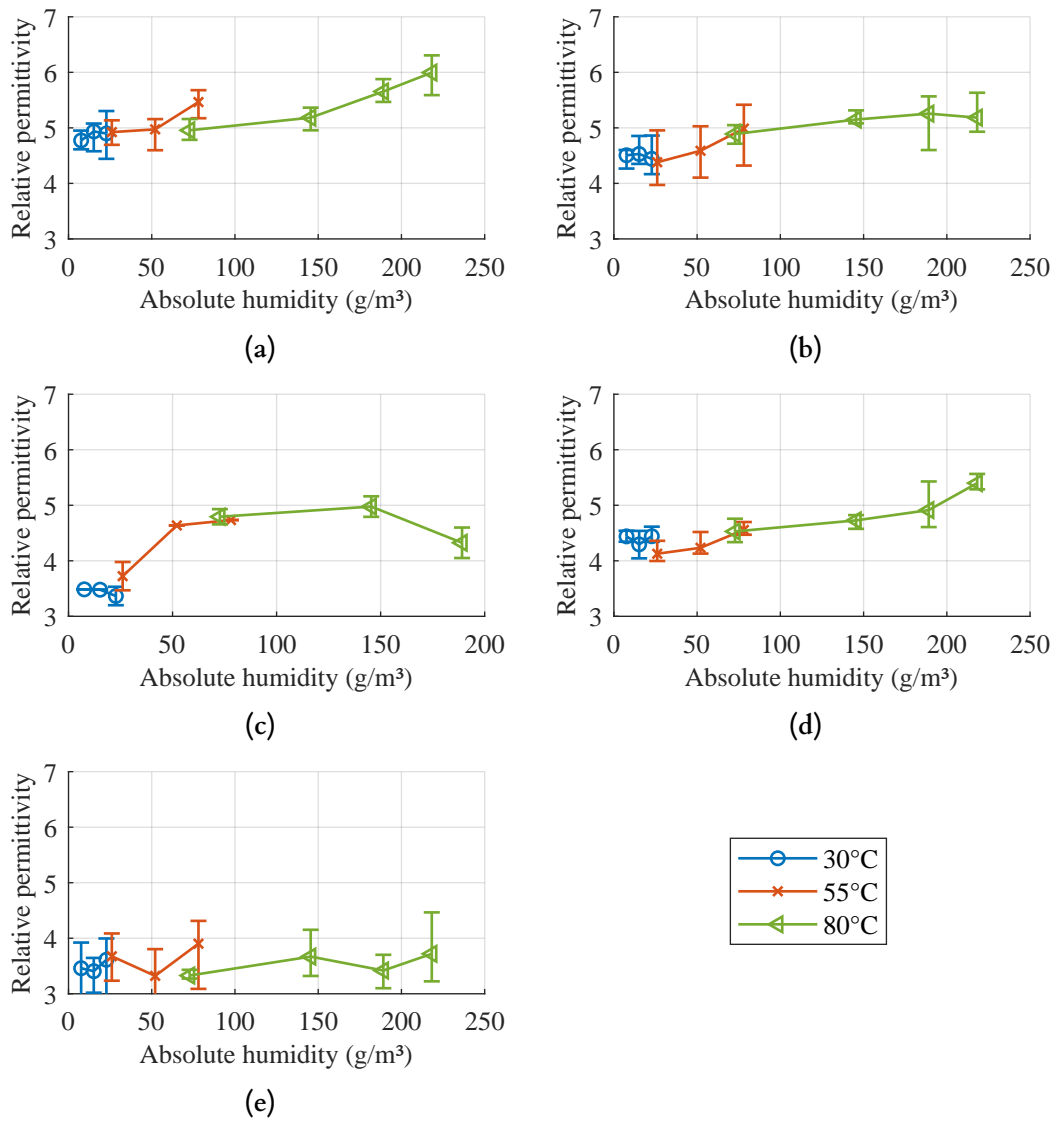 7
6
5
4
3
0 50 100 150 200 250
Relative permittivity
Absolute humidity (g/m³)
(a)
7
6
5
4
3
0 50 100 150 200 250
Relative permittivity
Absolute humidity (g/m³)
(b)
7
6
5
4
3
0 50 100 150 200
Relative permittivity
Absolute humidity (g/m³)
(c)
7
6
5
4
3
0 50 100 150 200 250
Relative permittivity
Absolute humidity (g/m³)
(d)
7
6
5
4
3
0 50 100 150 200 250
Relative permittivity
Absolute humidity (g/m³)
(e)
30°C
55°C
80°C